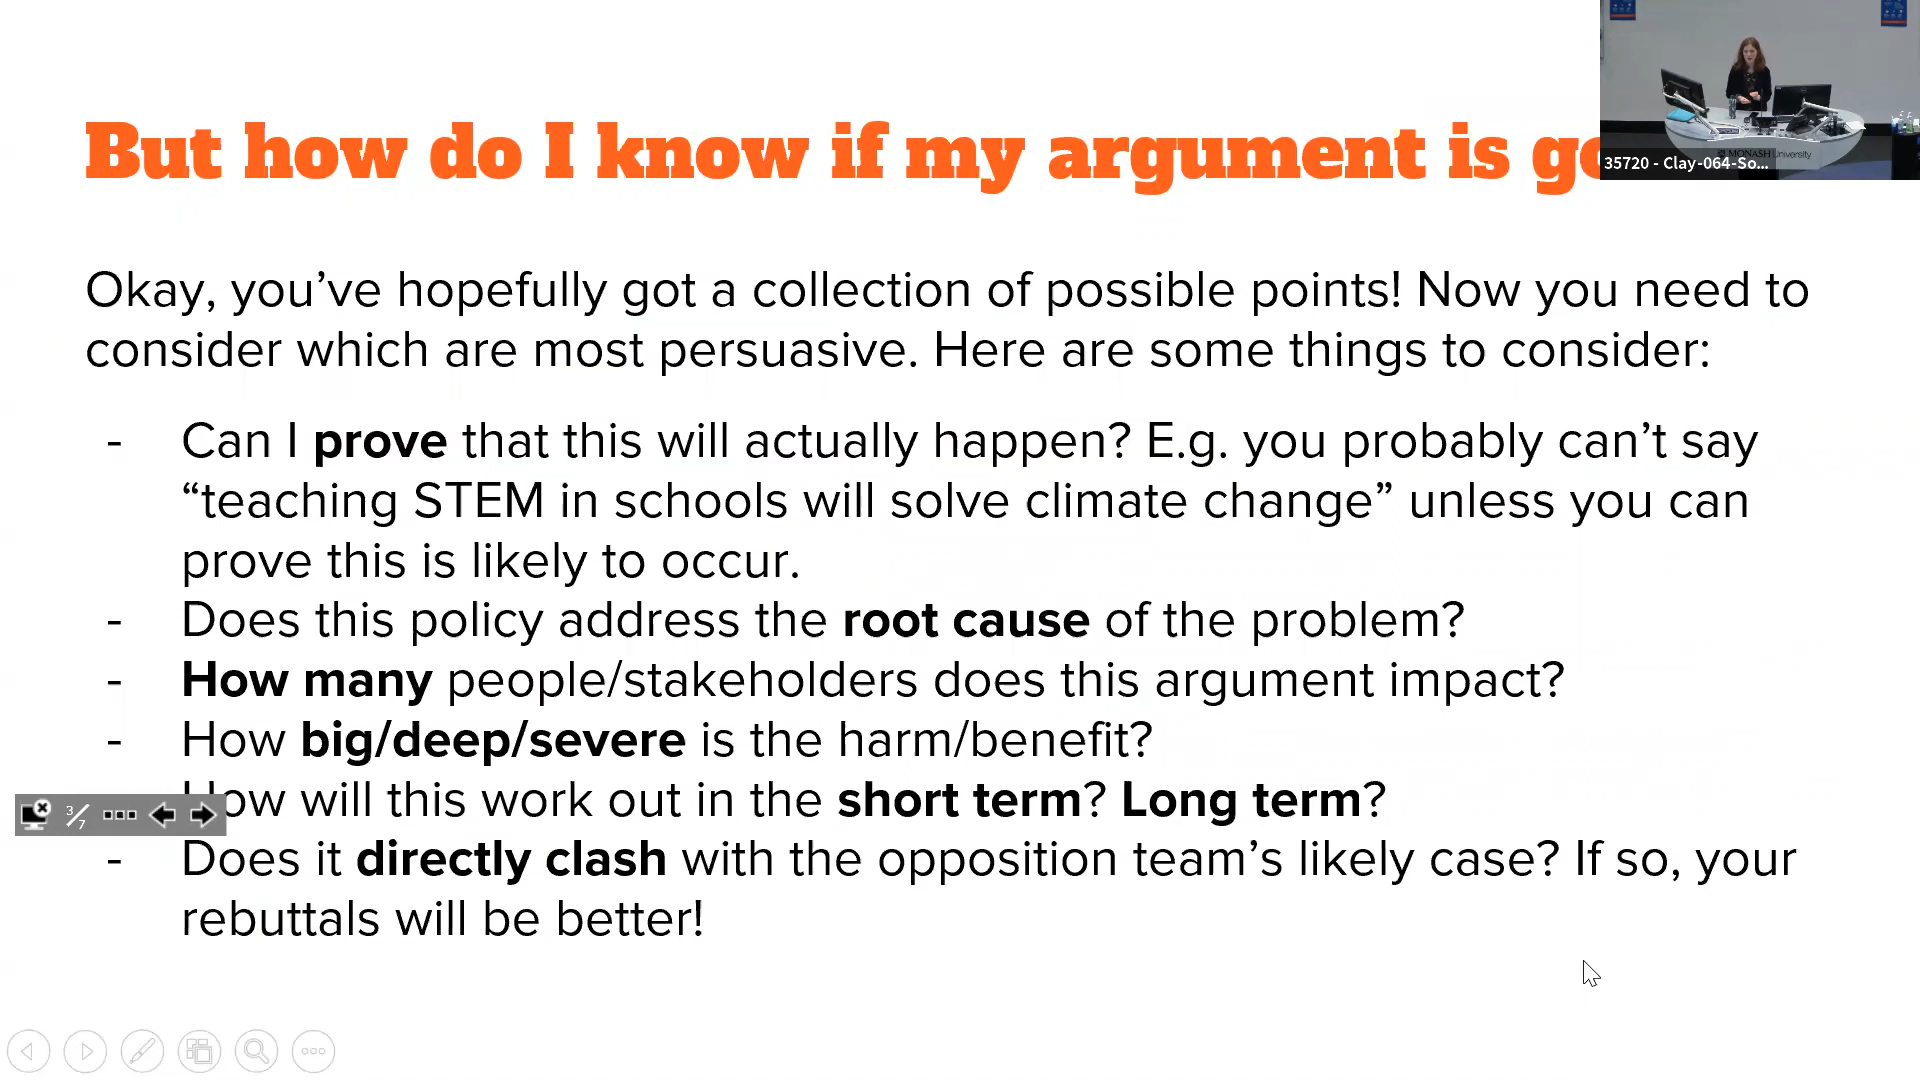 But how do I know if my argument is
35720 - Clay-064-So...
MONASH University
Okay, you’ve hopefully got a collection of possible points! Now you need to
consider which are most persuasive. Here are some things to consider:
- Can I prove that this will actually happen? E.g. you probably can’t say
“teaching STEM in schools will solve climate change” unless you can
prove this is likely to occur.
- Does this policy address the root cause of the problem?
- How many people/stakeholders does this argument impact?
- How big/deep/severe is the harm/benefit?
How will this work out in the short term? Long term?
3/7
- Does it directly clash with the opposition team’s likely case? If so, your
rebuttals will be better!